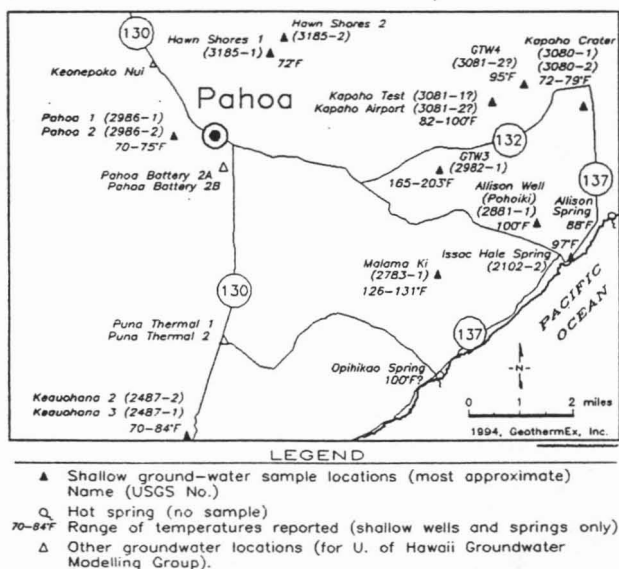 130
Hawn Shores 2
(3185-2)
Hawn Shores 1
(3185-1)
72°F
Keonepoko Nui
GTW4
(3081-2?)
95°F
Kapoho Crater
(3080-1)
(3080-2)
72-79°F
Kapoho Test (3081-1?)
Kapoho Airport (3081-2?)
82-100°F
Pahoa
Pahoa 1 (2986-1)
Pahoa 2 (2986-2)
70-75°F
132
Pahoa Battery 2A
Pahoa Battery 2B
GTW3
(2982-1)
165-203°F
137
Allison Well
(Pohoiki)
(2881-1)
100°F
Allison
Spring
88°F
97°F
Issac Hale Spring
(2102-2)
Malama Ki
(2783-1)
126-131°F
130
PACIFIC
OCEAN
Puna Thermal 1
Puna Thermal 2
137
-N-
Opihikao Spring
100°F?
Keauohana 2 (2487-2)
Keauohana 3 (2487-1)
70-84°F
0 1 2
miles
1994, GeothermEx, Inc.
LEGEND
Shallow ground-water sample locations (most approximate)
Name (USGS No.)
Hot spring (no sample)
70-84°F Range of temperatures reported (shallow wells and springs only)
Other groundwater locations (for U. of Hawaii Groundwater
Modelling Group).